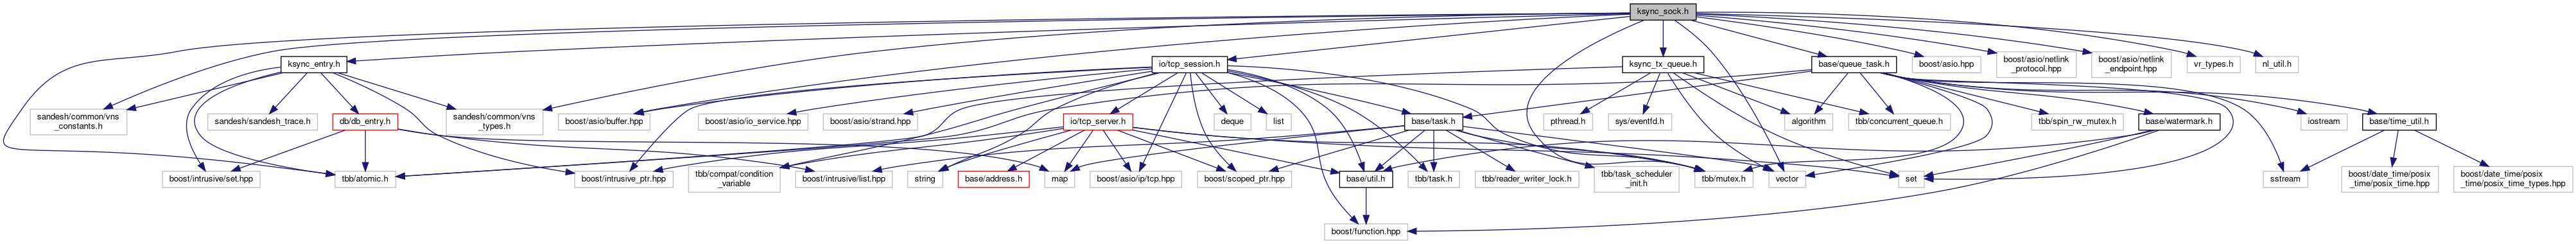 ksync_sock.h
ksync_entry.h
io/tcp_session.h
ksync_tx_queue.h
base/queue_task.h
boost/asio.hpp
boost/asio/netlink
_protocol.hpp
boost/asio/netlink
_endpoint.hpp
vr_types.h
nl_util.h
sandesh/common/vns
_constants.h
sandesh/sandesh_trace.h
db/db_entry.h
sandesh/common/vns
_types.h
boost/asio/buffer.hpp
boost/asio/io_service.hpp
boost/asio/strand.hpp
io/tcp_server.h
deque
list
base/task.h
pthread.h
sys/eventfd.h
algorithm
tbb/concurrent_queue.h
tbb/spin_rw_mutex.h
base/watermark.h
iostream
base/time_util.h
boost/intrusive/set.hpp
tbb/atomic.h
boost/intrusive_ptr.hpp
tbb/compat/condition
_variable
boost/intrusive/list.hpp
string
base/address.h
map
boost/asio/ip/tcp.hpp
boost/scoped_ptr.hpp
base/util.h
tbb/task.h
tbb/reader_writer_lock.h
tbb/task_scheduler
_init.h
tbb/mutex.h
vector
set
sstream
boost/date_time/posix
_time/posix_time.hpp
boost/date_time/posix
_time/posix_time_types.hpp
boost/function.hpp